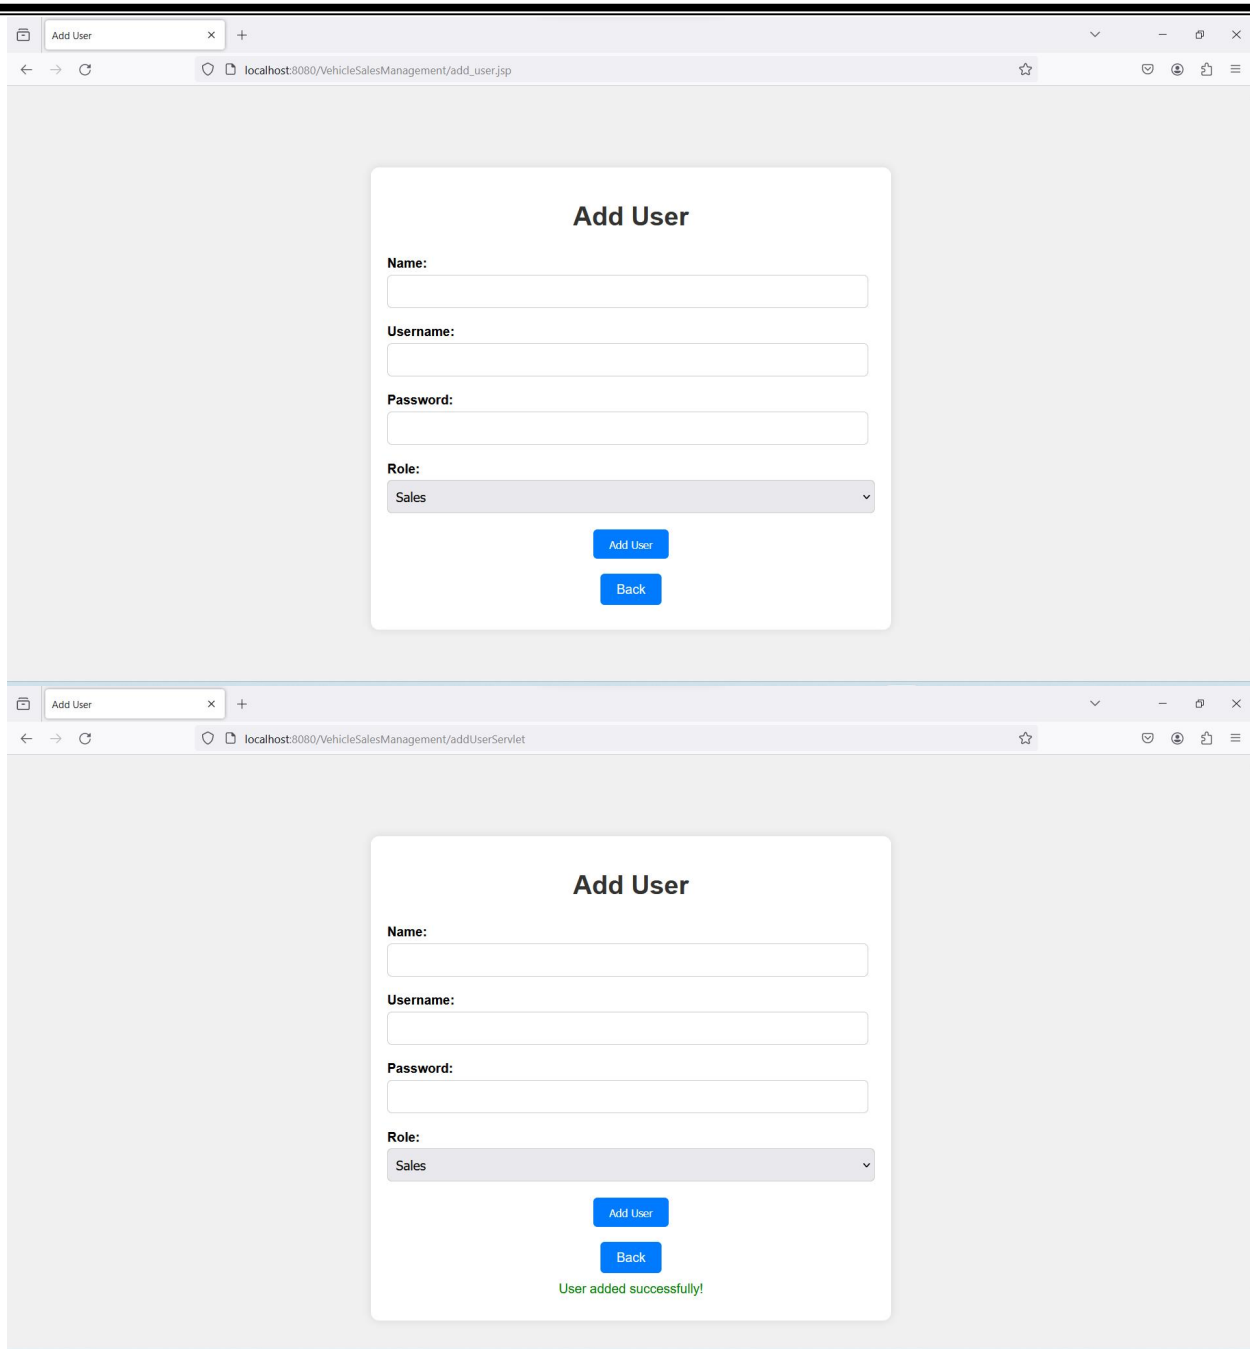 Add User
localhost:8080/VehicleSalesManagement/add_user.jsp
Add User
Name:
Username:
Password:
Role:
Sales
Add User
Back
Add User
localhost:8080/VehicleSalesManagement/addUserServlet
Add User
Name:
Username:
Password:
Role:
Sales
Add User
Back
User added successfully!